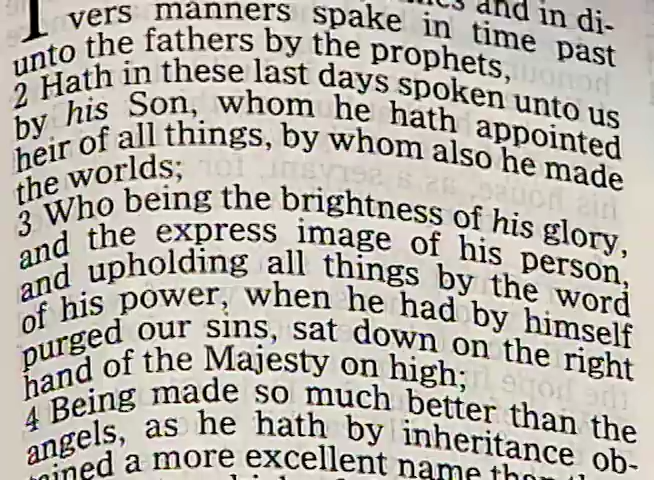 and in di-
vers manners spake in time past
unto the fathers by the prophets,
2 Hath in these last days spoken unto us
by his Son, whom he hath appointed
heir of all things, by whom also he made
the worlds;
3 Who being the brightness of his glory,
and the express image of his person,
and upholding all things by the word
of his power, when he had by himself
purged our sins, sat down on the right
hand of the Majesty on high;
4 Being made so much better than the
angels, as he hath by inheritance ob-
tained a more excellent name than